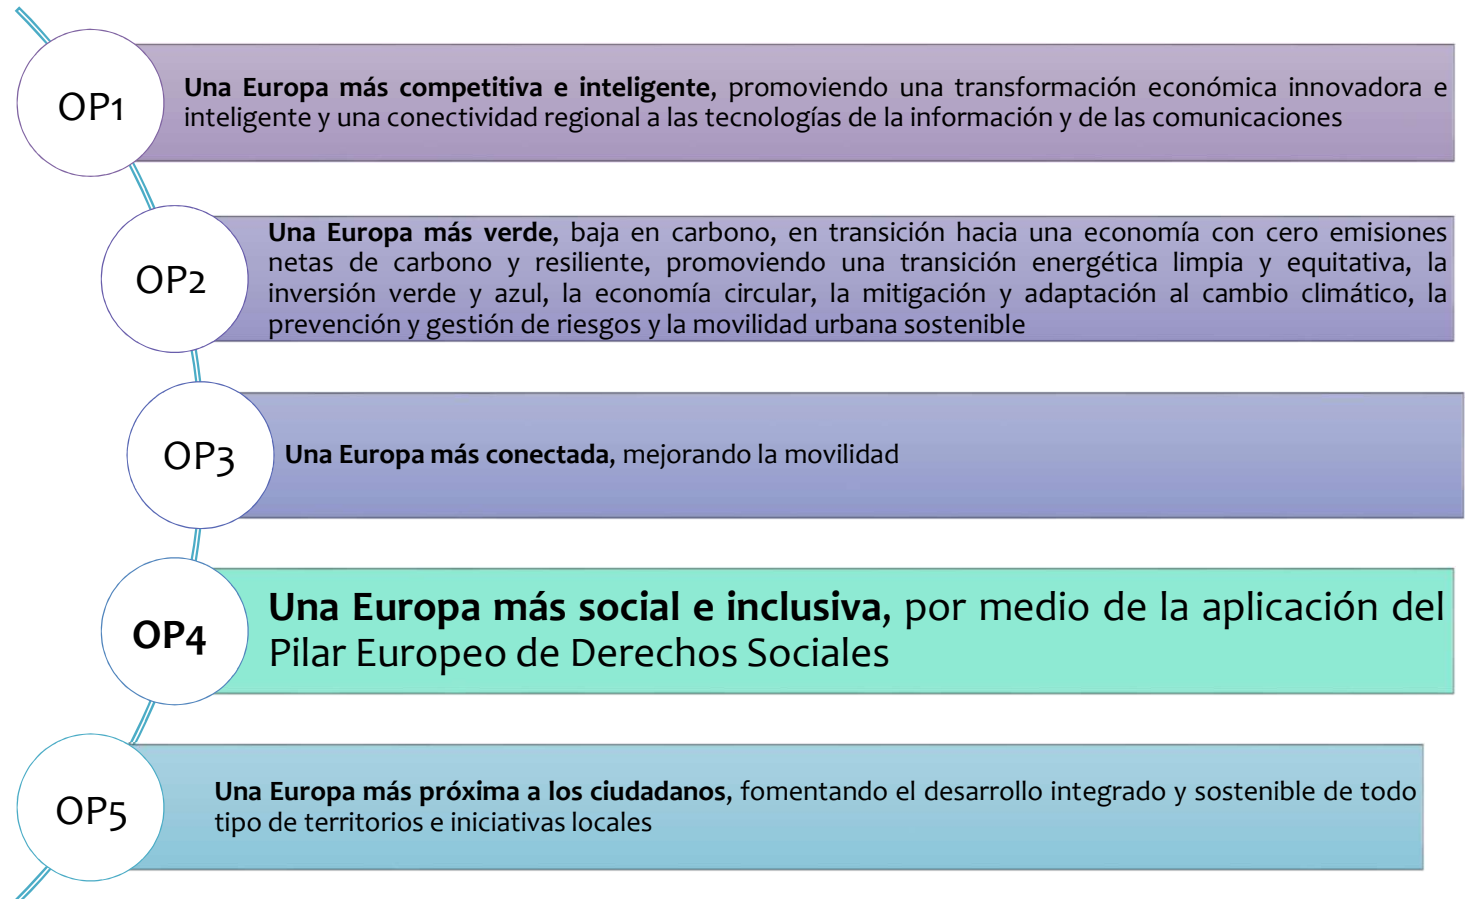 OP1
Una Europa más competitiva e inteligente, promoviendo una transformación económica innovadora e
inteligente y una conectividad regional a las tecnologías de la información y de las comunicaciones
OP2
Una Europa más verde, baja en carbono, en transición hacia una economía con cero emisiones
netas de carbono y resiliente, promoviendo una transición energética limpia y equitativa, la
inversión verde y azul, la economía circular, la mitigación y adaptación al cambio climático, la
prevención y gestión de riesgos y la movilidad urbana sostenible
OP3
Una Europa más conectada, mejorando la movilidad
OP4
Una Europa más social e inclusiva, por medio de la aplicación del
Pilar Europeo de Derechos Sociales
OP5
Una Europa más próxima a los ciudadanos, fomentando el desarrollo integrado y sostenible de todo
tipo de territorios e iniciativas locales